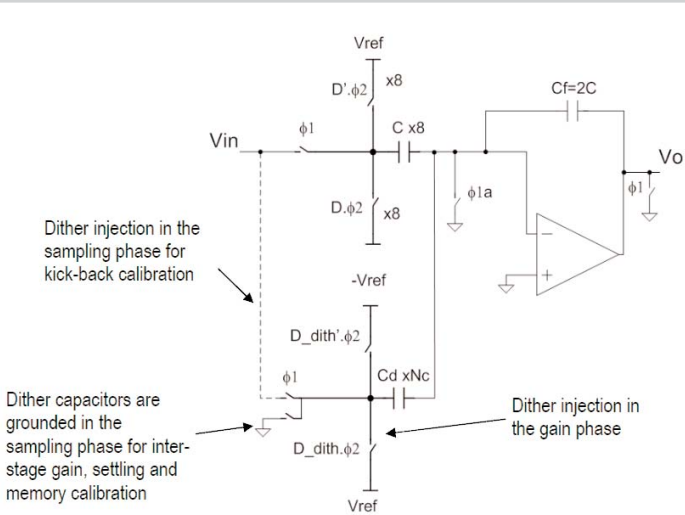 Vref
D'.ϕ2
x8
Cf=2C
ϕ1
C x8
Vin
Vo
ϕ1
ϕ1a
D.ϕ2
x8
Dither injection in the
sampling phase for
kick-back calibration
-Vref
−
+
D_dith'.ϕ2
ϕ1
Cd xNc
Dither capacitors are
grounded in the
sampling phase for inter-
stage gain, settling and
memory calibration
Dither injection in
the gain phase
D_dith.ϕ2
Vref